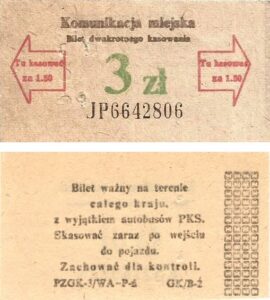 Komunikacja miejska
Bilet dwukrotnego kasowania
Tu kasować
za 1.50
3 zł
Tu kasować
za 1.50
JP6642806
Bilet ważny na terenie
całego kraju,
z wyjątkiem autobusów PKS.
Skasować zaraz po wejściu
do pojazdu.
Zachować dla kontroli.
PZGK-3/WA-P-6 GK/B-2